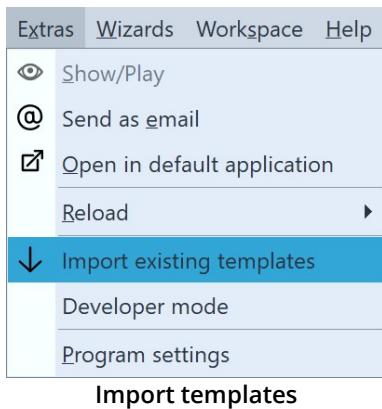 Extras Wizards Workspace Help
Show/Play
@ Send as email
Open in default application
Reload
Import existing templates
Developer mode
Program settings
Import templates